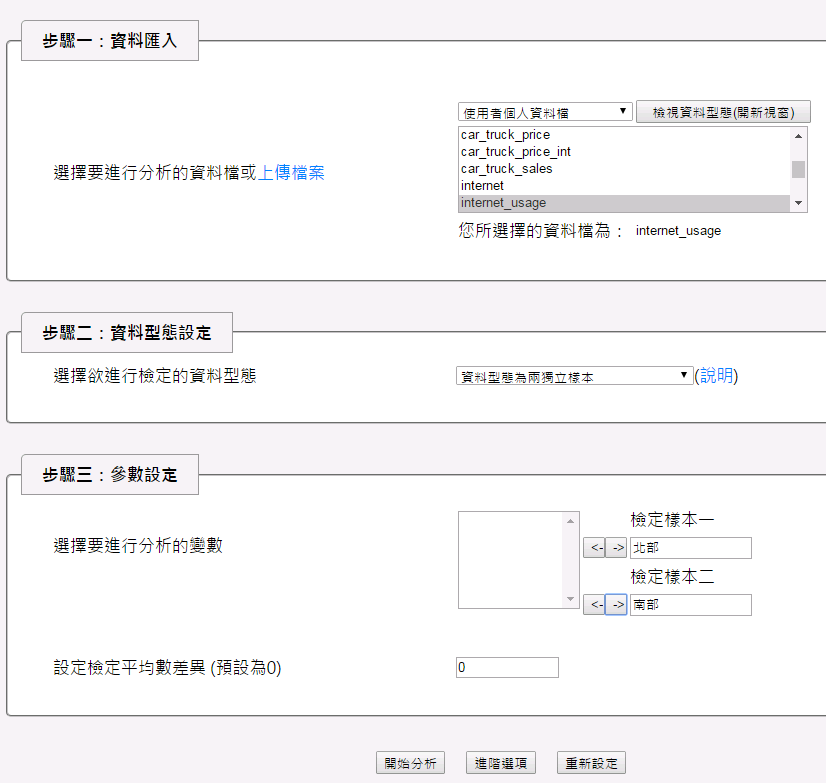 步驟一：資料匯入
使用者個人資料檔 檢視資料型態(開新視窗)
car_truck_price
car_truck_price_int
car_truck_sales
internet
internet_usage
選擇要進行分析的資料檔或上傳檔案
您所選擇的資料檔為： internet_usage
步驟二：資料型態設定
選擇欲進行檢定的資料型態 資料型態為兩獨立樣本 (說明)
步驟三：參數設定
檢定樣本一
選擇要進行分析的變數 <- -> 北部
檢定樣本二
<- -> 南部
設定檢定平均數差異 (預設為0) 0
開始分析 進階選項 重新設定